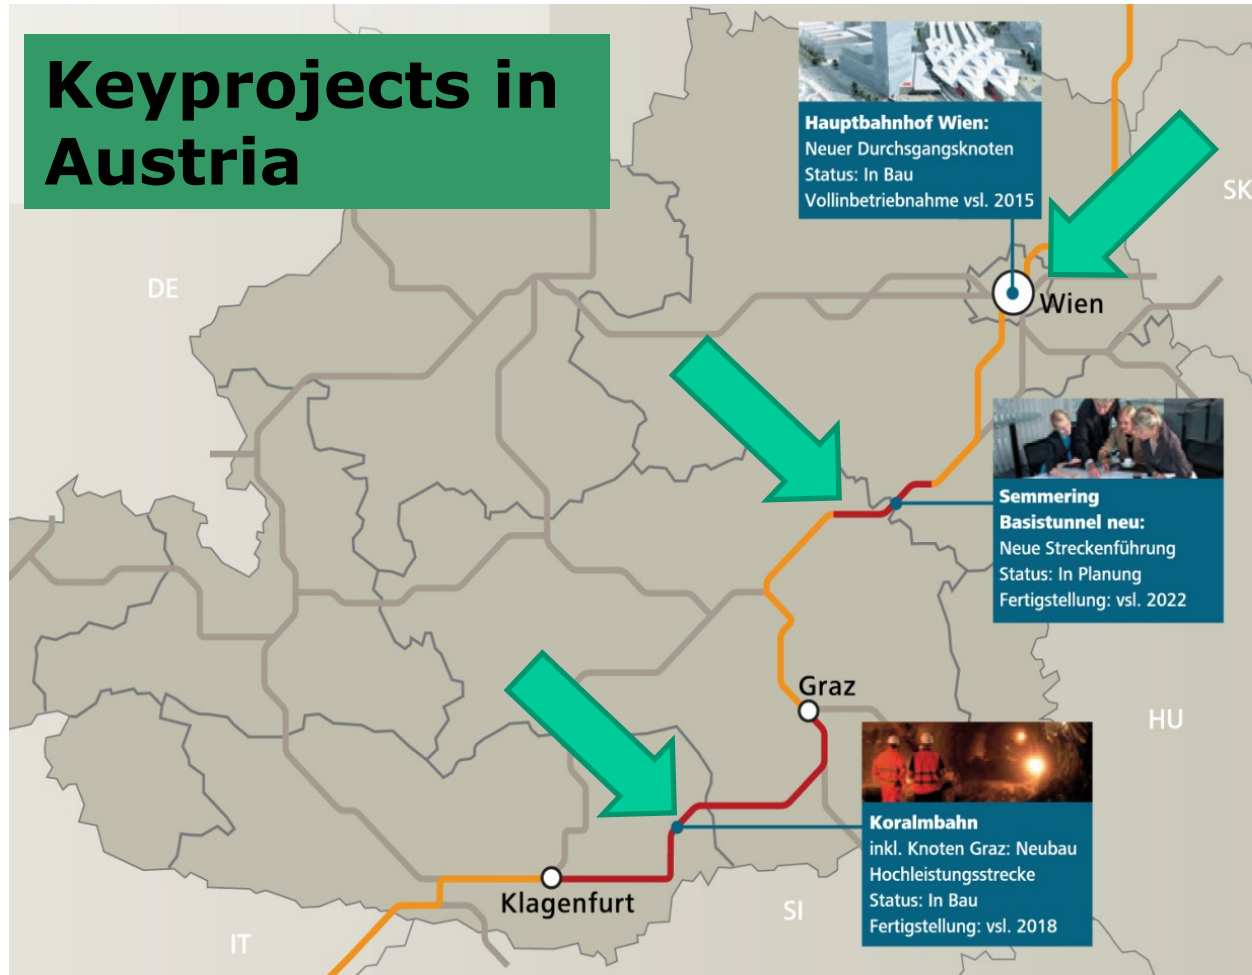 Keyprojects in
Austria
Hauptbahnhof Wien:
Neuer Durchsgangsknoten
Status: In Bau
Vollinbetriebnahme vsl. 2015
SK
DE
Wien
Semmering
Basistunnel neu:
Neue Streckenführung
Status: In Planung
Fertigstellung: vsl. 2022
Graz
HU
Koralmbahn
inkl. Knoten Graz: Neubau
Hochleistungsstrecke
Status: In Bau
Fertigstellung: vsl. 2018
Klagenfurt
SI
IT